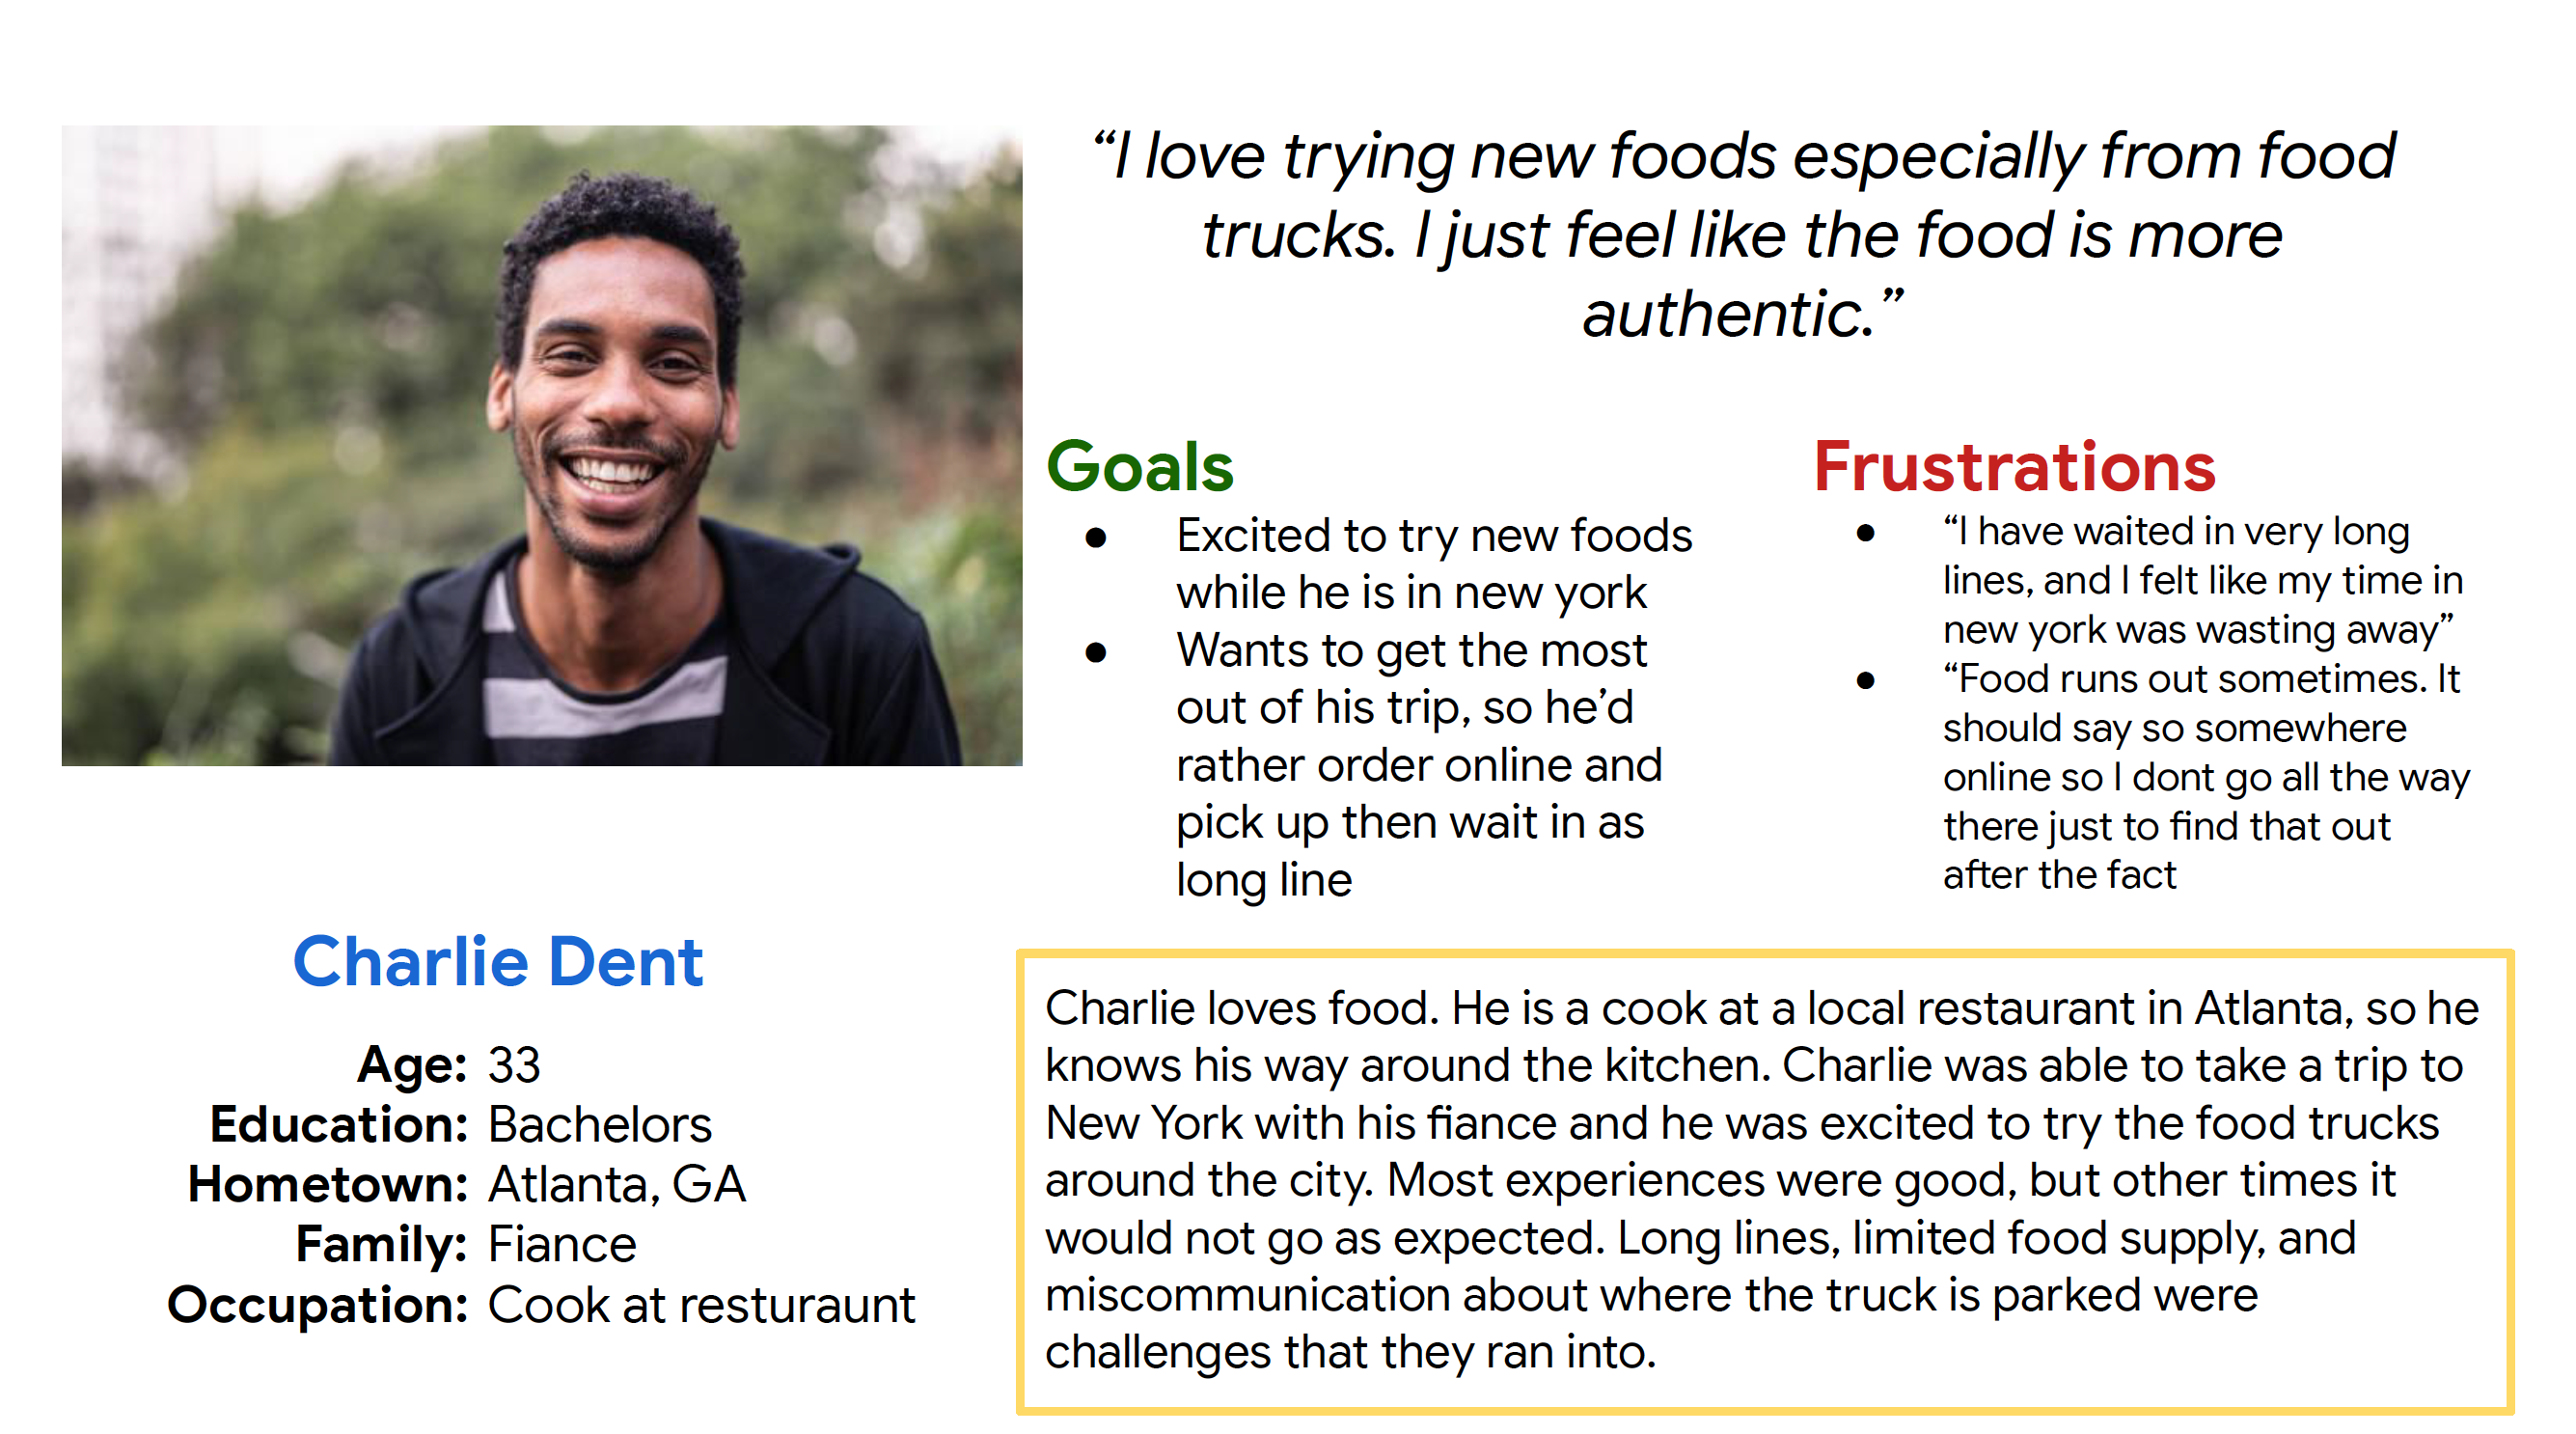 “I love trying new foods especially from food
trucks. I just feel like the food is more
authentic.”
Goals
● Excited to try new foods
while he is in new york
● Wants to get the most
out of his trip, so he’d
rather order online and
pick up then wait in as
long line
Frustrations
● “I have waited in very long
lines, and I felt like my time in
new york was wasting away”
● “Food runs out sometimes. It
should say so somewhere
online so I dont go all the way
there just to find that out
after the fact
Charlie Dent
Age: 33
Education: Bachelors
Hometown: Atlanta, GA
Family: Fiance
Occupation: Cook at resturaunt
Charlie loves food. He is a cook at a local restaurant in Atlanta, so he
knows his way around the kitchen. Charlie was able to take a trip to
New York with his fiance and he was excited to try the food trucks
around the city. Most experiences were good, but other times it
would not go as expected. Long lines, limited food supply, and
miscommunication about where the truck is parked were
challenges that they ran into.